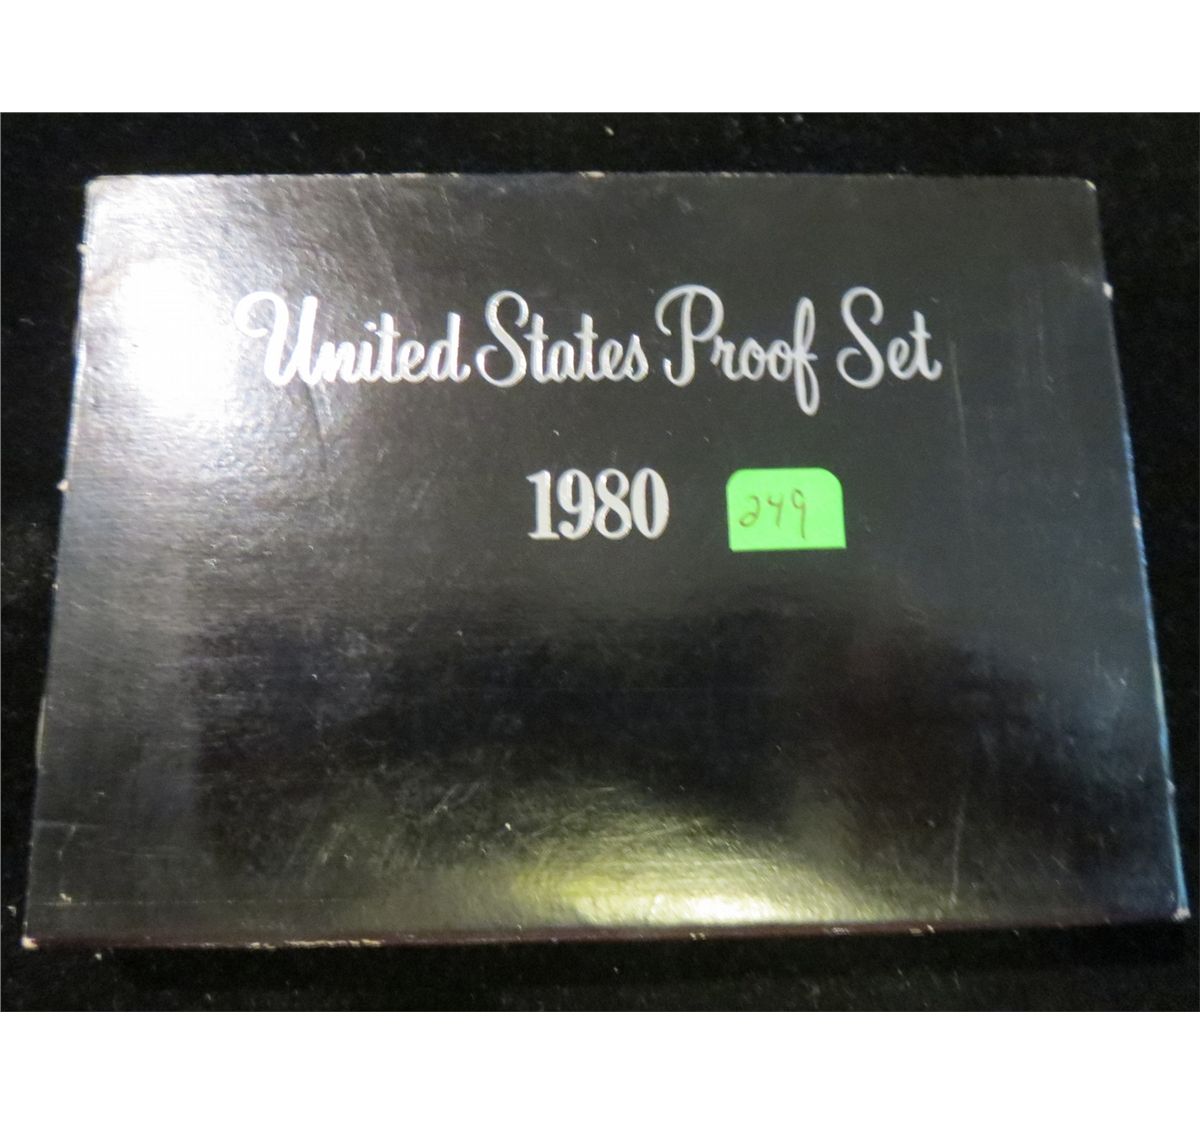 United States Proof Set
1980
249